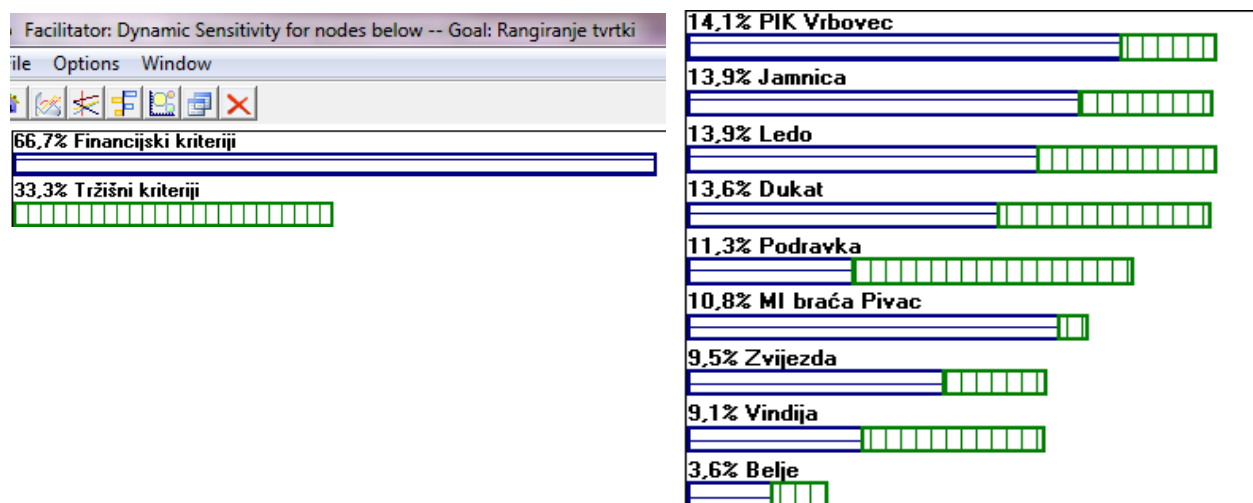 Facilitator: Dynamic Sensitivity for nodes below -- Goal: Rangiranje tvrtki
ile Options Window
66,7% Financijski kriteriji
33,3% Tržišni kriteriji
14,1% PIK Vrbovec
13,9% Jamnica
13,9% Ledo
13,6% Dukat
11,3% Podravka
10,8% MI braća Pivac
9,5% Zvijezda
9,1% Vindija
3,6% Belje